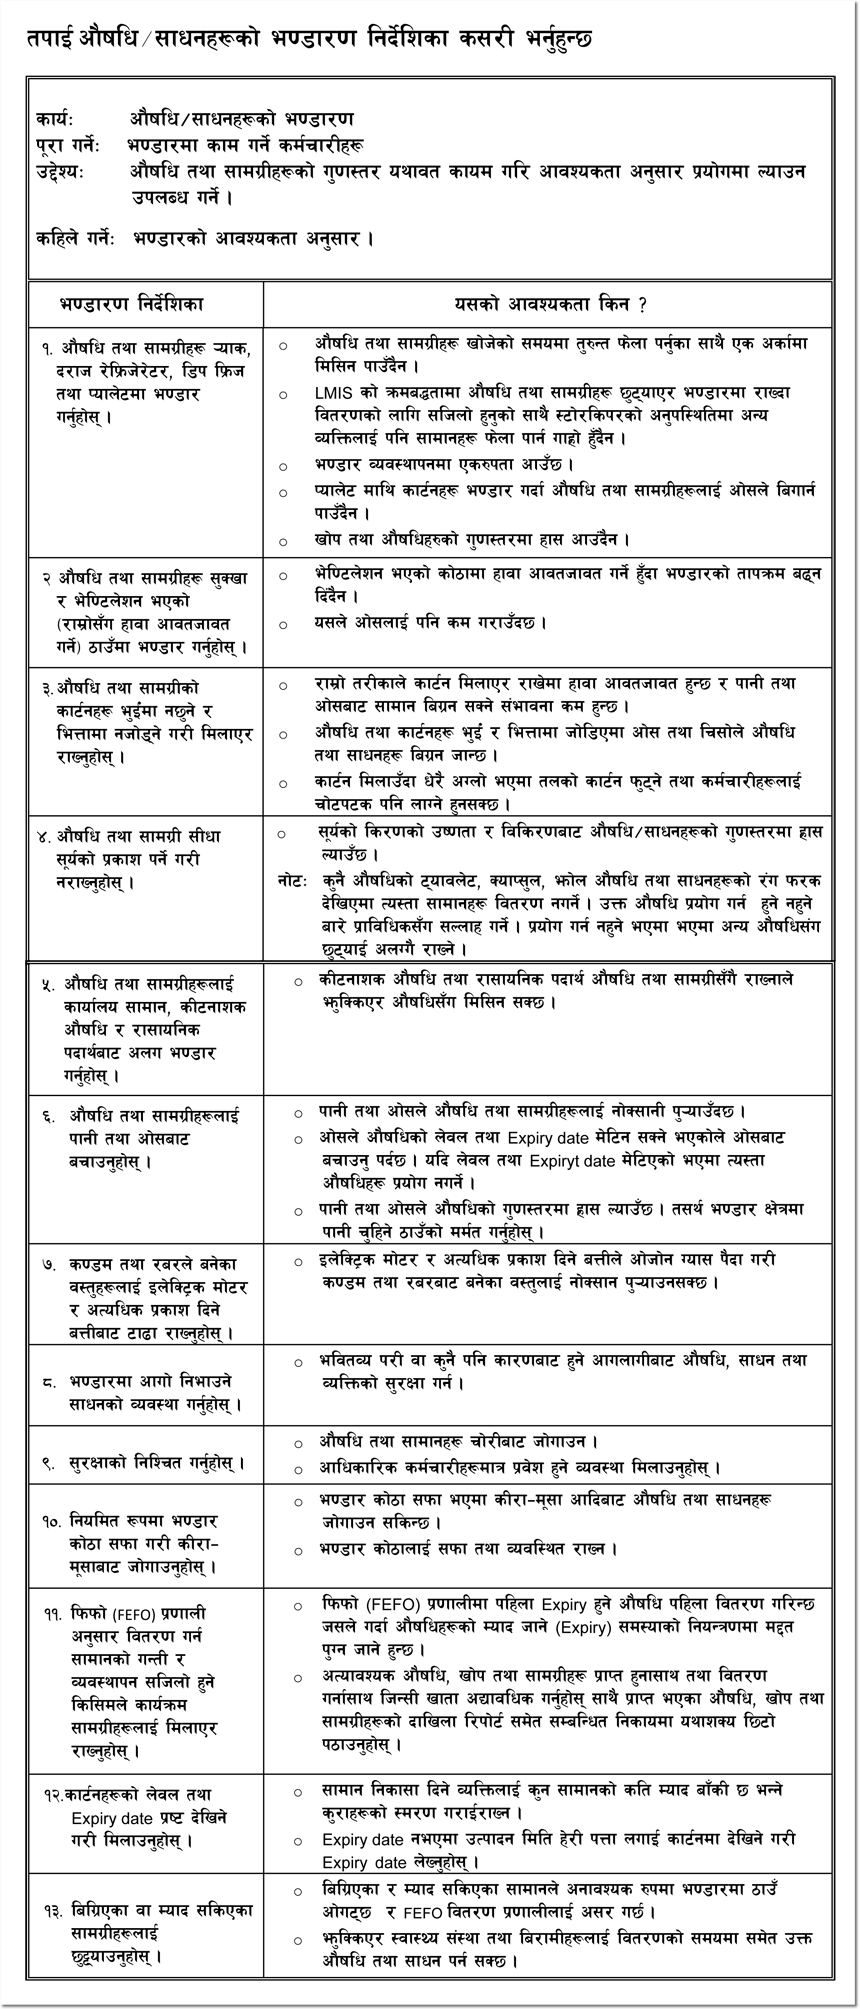 तपाई औषधि/साधनहरूको भण्डारण निर्देशिका कसरी भर्नुहुन्छ
कार्यः औषधि/साधनहरूको भण्डारण
पूरा गर्नेः भण्डारमा काम गर्ने कर्मचारीहरू
उद्देश्यः औषधि तथा सामग्रीहरूको गुणस्तर यथावत कायम गरि आवश्यकता अनुसार प्रयोगमा ल्याउन
उपलब्ध गर्ने ।
कहिले गर्नेः भण्डारको आवश्यकता अनुसार ।
भण्डारण निर्देशिका
यसको आवश्यकता किन ?
१. औषधि तथा सामग्रीहरू ऱ्याक,
दराज रेफ्रिजेरेटर, डिप फ्रिज
तथा प्यालेटमा भण्डार
गर्नुहोस् ।
○ औषधि तथा सामग्रीहरू खोजेको समयमा तुरुन्त फेला पर्नुका साथै एक अर्कामा
मिसिन पाउँदैन ।
○ LMIS को क्रमबद्धतामा औषधि तथा सामग्रीहरू छुट्याएर भण्डारमा राख्दा
वितरणको लागि सजिलो हुनुको साथै स्टोरकिपरको अनुपस्थितिमा अन्य
व्यक्तिलाई पनि सामानहरू फेला पार्न गाह्रो हुँदैन ।
○ भण्डार व्यवस्थापनमा एकरुपता आउँछ ।
○ प्यालेट माथि कार्टनहरू भण्डार गर्दा औषधि तथा सामग्रीहरूलाई ओसले बिगार्न
पाउँदैन ।
○ खोप तथा औषधिहरुको गुणस्तरमा हास आउदैन ।
२ औषधि तथा सामग्रीहरू सुक्खा
र भेण्टिलेशन भएको
(राम्रोसँग हावा आवतजावत
गर्ने) ठाउँमा भण्डार गर्नुहोस् ।
○ भेण्टिलेशन भएको कोठामा हावा आवतजावत गर्ने हुँदा भण्डारको तापक्रम बढ्न
दिँदैन ।
○ यसले ओसलाई पनि कम गराउँदछ ।
३. औषधि तथा सामग्रीको
कार्टनहरू भुईंमा नछुने र
भित्तामा नजोड्ने गरी मिलाएर
राख्नुहोस् ।
○ राम्रो तरीकाले कार्टन मिलाएर राखेमा हावा आवतजावत हुन्छ र पानी तथा
ओसबाट सामान बिग्रन सक्ने संभावना कम हुन्छ ।
○ औषधि तथा कार्टनहरू भुईं र भित्तामा जोडिएमा ओस तथा चिसोले औषधि
तथा साधनहरू बिग्रन जान्छ ।
○ कार्टन मिलाउँदा धेरै अग्लो भएमा तलको कार्टन फुट्ने तथा कर्मचारीहरूलाई
चोटपटक पनि लाग्ने हुनसक्छ ।
४. औषधि तथा सामग्री सीधा
सूर्यको प्रकाश पर्ने गरी
नराख्नुहोस् ।
○ सूर्यको किरणको उष्णता र विकिरणबाट औषधि/साधनहरूको गुणस्तरमा ह्रास
ल्याउँछ ।
नोटः कुनै औषधिको ट्यावलेट, क्याप्सुल, झोल औषधि तथा साधनहरूको रंग फरक
देखिएमा त्यस्ता सामानहरू वितरण नगर्ने । उक्त औषधि प्रयोग गर्न हुने नहुने
बारे प्राविधिकसँग सल्लाह गर्ने । प्रयोग गर्न नहुने भएमा भएमा अन्य औषधिसंग
छुट्याई अलग्गै राख्ने ।
५. औषधि तथा सामग्रीहरूलाई
कार्यालय सामान, कीटनाशक
औषधि र रासायनिक
पदार्थबाट अलग भण्डार
गर्नुहोस् ।
○ कीटनाशक औषधि तथा रासायनिक पदार्थ औषधि तथा सामग्रीसँगै राख्नाले
झुक्किएर औषधिसँग मिसिन सक्छ ।
६. औषधि तथा सामग्रीहरूलाई
पानी तथा ओसबाट
बचाउनुहोस् ।
○ पानी तथा ओसले औषधि तथा सामग्रीहरूलाई नोक्सानी पुऱ्याउँदछ ।
○ ओसले औषधिको लेवल तथा Expiry date मेटिन सक्ने भएकोले ओसबाट
बचाउनु पर्दछ । यदि लेवल तथा Expiryt date मेटिएको भएमा त्यस्ता
औषधिहरू प्रयोग नगर्ने ।
○ पानी तथा ओसले औषधिको गुणस्तरमा ह्रास ल्याउँछ । तसर्थ भण्डार क्षेत्रमा
पानी चुहिने ठाउँको मर्मत गर्नुहोस् ।
७. कण्डम तथा रबरले बनेका
वस्तुहरूलाई इलेक्ट्रिक मोटर
र अत्यधिक प्रकाश दिने
बत्तीबाट टाढा राख्नुहोस् ।
○ इलेक्ट्रिक मोटर र अत्यधिक प्रकाश दिने बत्तीले ओजोन ग्यास पैदा गरी
कण्डम तथा रबरबाट बनेका वस्तुलाई नोक्सान पुऱ्याउनसक्छ ।
८. भण्डारमा आगो निभाउने
साधनको व्यवस्था गर्नुहोस् ।
○ भवितव्य परी वा कुनै पनि कारणबाट हुने आगलागीबाट औषधि, साधन तथा
व्यक्तिको सुरक्षा गर्न ।
९. सुरक्षाको निश्चित गर्नुहोस् ।
○ औषधि तथा सामानहरू चोरीबाट जोगाउन ।
○ आधिकारिक कर्मचारीहरूमात्र प्रवेश हुने व्यवस्था मिलाउनुहोस् ।
१०. नियमित रूपमा भण्डार
कोठा सफा गरी कीरा-
मूसाबाट जोगाउनुहोस् ।
○ भण्डार कोठा सफा भएमा कीरा-मूसा आदिबाट औषधि तथा साधनहरू
जोगाउन सकिन्छ ।
○ भण्डार कोठालाई सफा तथा व्यवस्थित राख्न ।
११. फिफो (FEFO) प्रणाली
अनुसार वितरण गर्न
सामानको गन्ती र
व्यवस्थापन सजिलो हुने
किसिमले कार्यक्रम
सामग्रीहरूलाई मिलाएर
राख्नुहोस् ।
○ फिफो (FEFO) प्रणालीमा पहिला Expiry हुने औषधि पहिला वितरण गरिन्छ
जसले गर्दा औषधिहरूको म्याद जाने (Expiry) समस्याको नियन्त्रणमा मद्दत
पुग्न जाने हुन्छ ।
○ अत्यावश्यक औषधि, खोप तथा सामग्रीहरू प्राप्त हुनासाथ तथा वितरण
गर्नासाथ जिन्सी खाता अद्यावधिक गर्नुहोस् साथै प्राप्त भएका औषधि, खोप तथा
सामग्रीहरूको दाखिला रिपोर्ट समेत सम्बन्धित निकायमा यथाशक्य छिटो
पठाउनुहोस् ।
१२.कार्टनहरूको लेवल तथा
Expiry date प्रष्ट देखिने
गरी मिलाउनुहोस् ।
○ सामान निकासा दिने व्यक्तिलाई कुन सामानको कति म्याद बाँकी छ भन्ने
कुराहरूको स्मरण गराईराख्न ।
○ Expiry date नभएमा उत्पादन मिति हेरी पत्ता लगाई कार्टनमा देखिने गरी
Expiry date लेख्नुहोस् ।
१३. बिग्रिएका वा म्याद सकिएका
सामग्रीहरूलाई
छुट्ट्याउनुहोस् ।
○ बिग्रिएका र म्याद सकिएका सामानले अनावश्यक रुपमा भण्डारमा ठाउँ
ओगट्छ र FEFO वितरण प्रणालीलाई असर गर्छ ।
○ झुक्किएर स्वास्थ्य संस्था तथा बिरामीहरूलाई वितरणको समयमा समेत उक्त
औषधि तथा साधन पर्न सक्छ ।